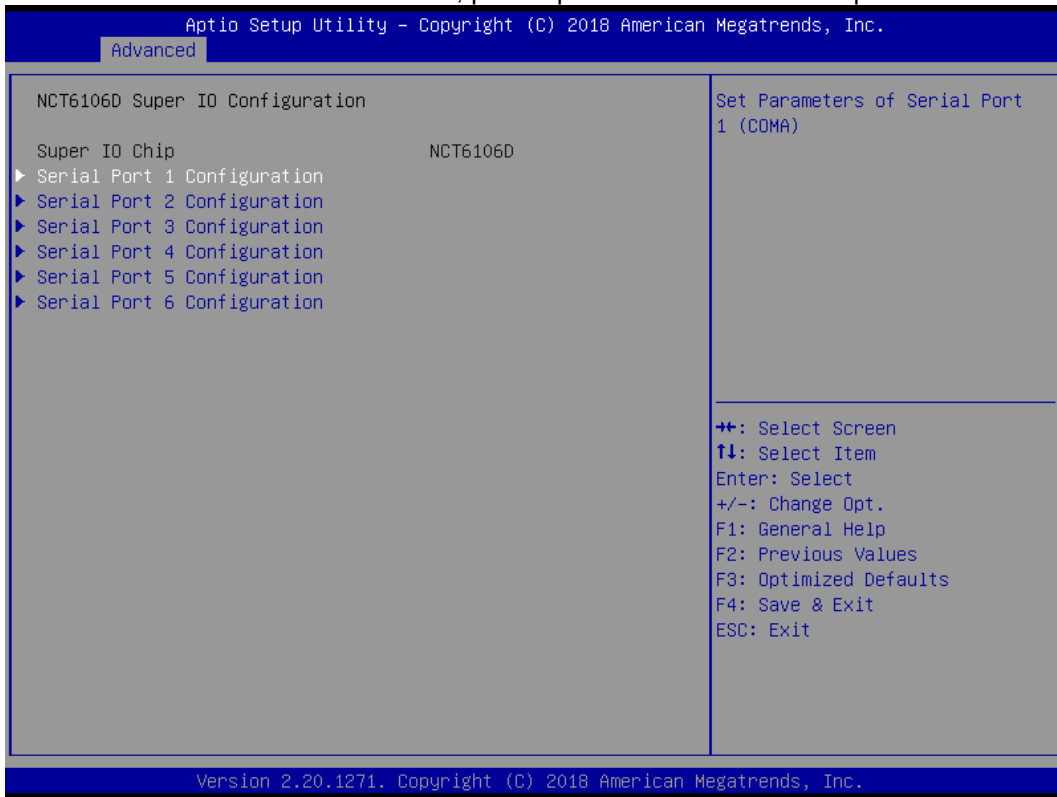 Aptio Setup Utility – Copyright (C) 2018 American Megatrends, Inc.
Advanced
NCT6106D Super IO Configuration
Super IO Chip NCT6106D
Serial Port 1 Configuration
Serial Port 2 Configuration
Serial Port 3 Configuration
Serial Port 4 Configuration
Serial Port 5 Configuration
Serial Port 6 Configuration
Set Parameters of Serial Port
1 (COMA)
→←: Select Screen
↑↓: Select Item
Enter: Select
+/-: Change Opt.
F1: General Help
F2: Previous Values
F3: Optimized Defaults
F4: Save & Exit
ESC: Exit
Version 2.20.1271. Copyright (C) 2018 American Megatrends, Inc.